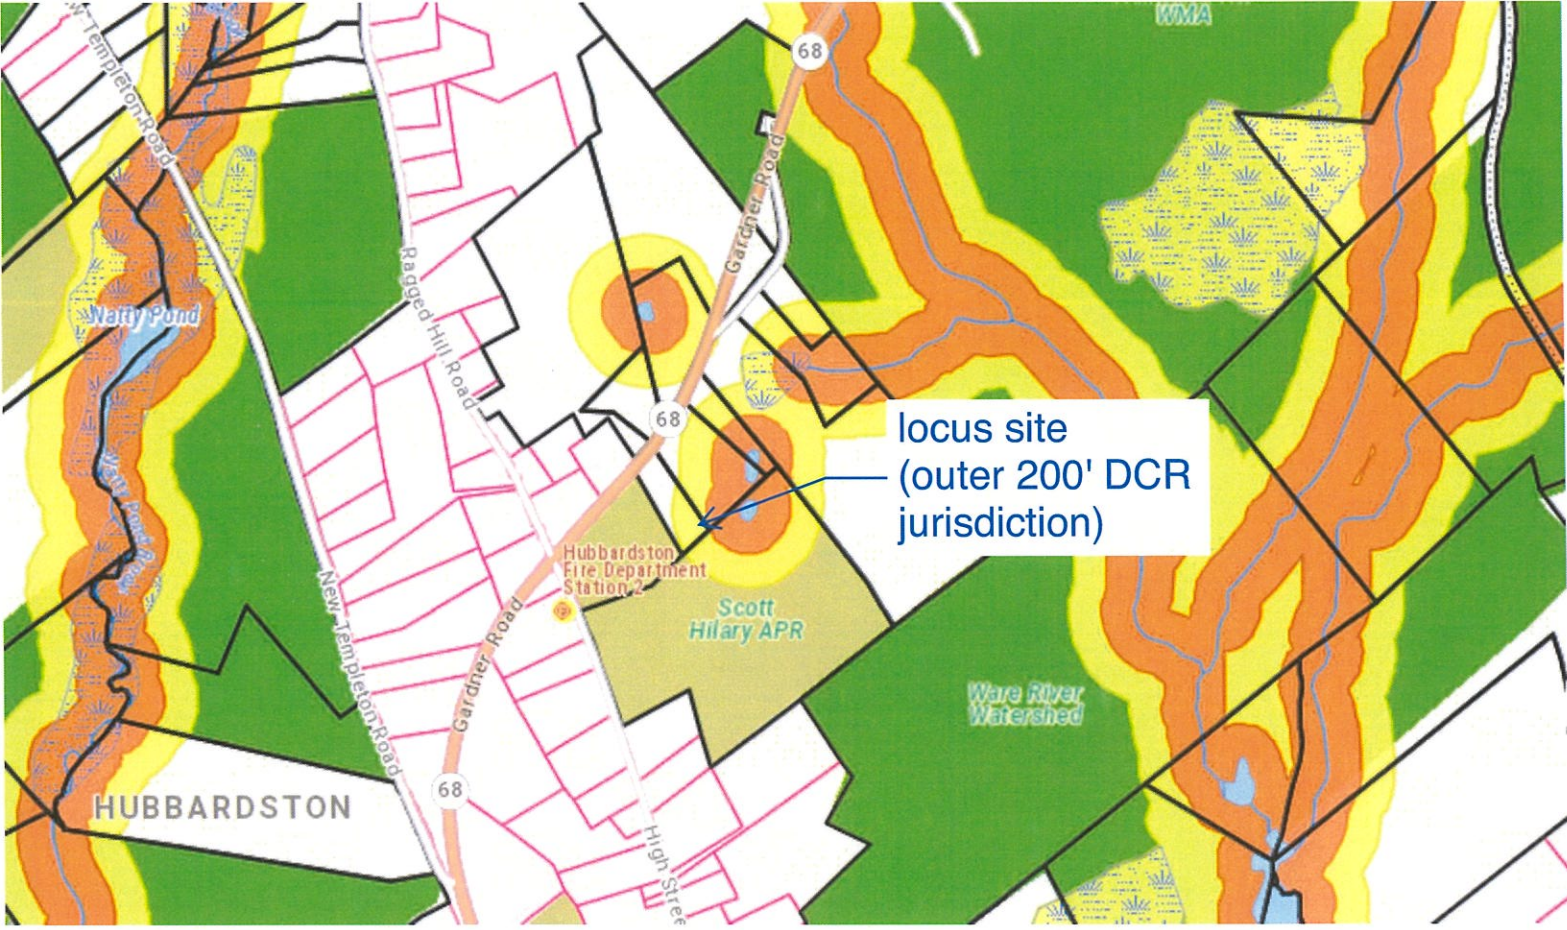 WMA
68
New Templeton Road
Gardner Road
Ragged Hill Road
Natty Pond
68
locus site
(outer 200' DCR
jurisdiction)
Hubbardston
Fire Department
Station 2
Scott
Hilary APR
New Templeton Road
Gardner Road
Ware River
Watershed
68
HUBBARDSTON
High Stree